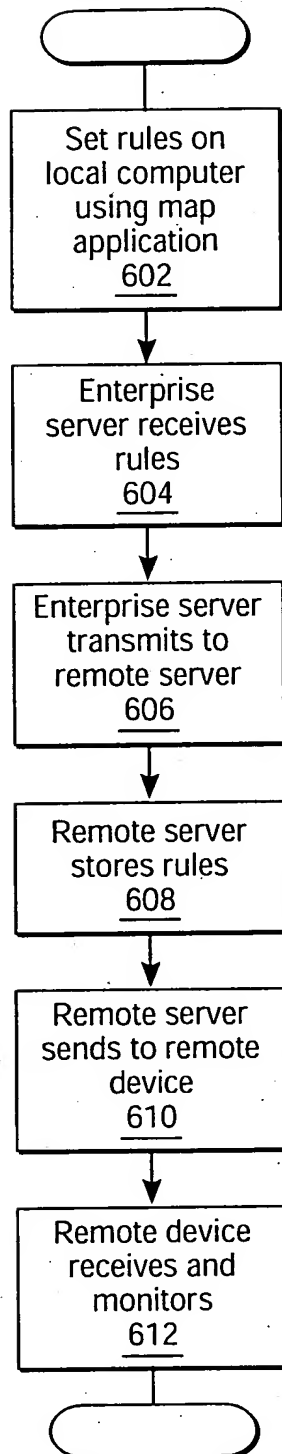 Set rules on
local computer
using map
application
602
Enterprise
server receives
rules
604
Enterprise server
transmits to
remote server
606
Remote server
stores rules
608
Remote server
sends to remote
device
610
Remote device
receives and
monitors
612